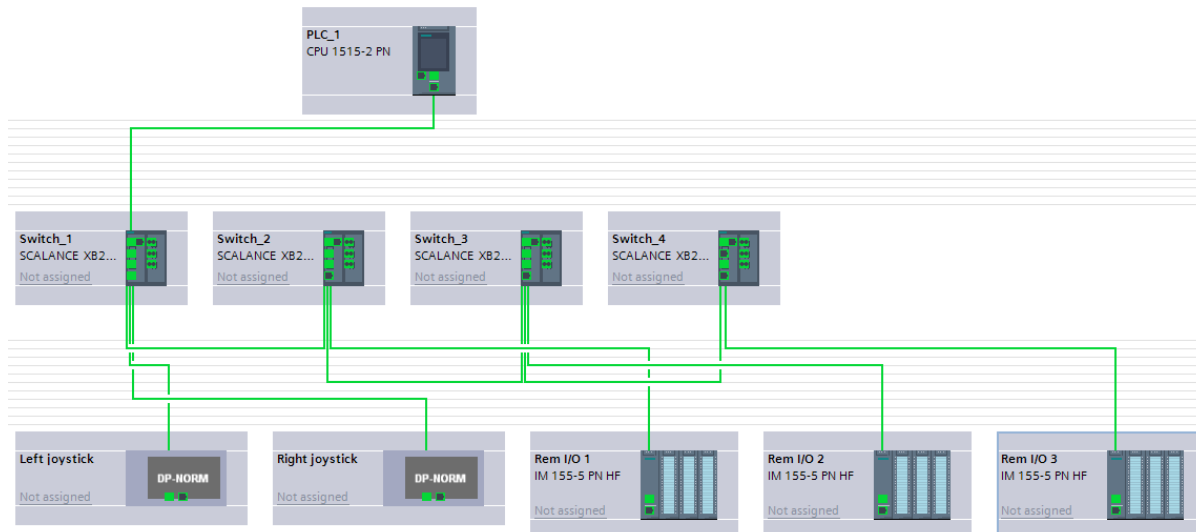 PLC_1
CPU 1515-2 PN
Switch_1
SCALANCE XB2...
Not assigned
Switch_2
SCALANCE XB2...
Not assigned
Switch_3
SCALANCE XB2...
Not assigned
Switch_4
SCALANCE XB2...
Not assigned
Left joystick
DP-NORM
Not assigned
Right joystick
DP-NORM
Not assigned
Rem I/O 1
IM 155-5 PN HF
Not assigned
Rem I/O 2
IM 155-5 PN HF
Not assigned
Rem I/O 3
IM 155-5 PN HF
Not assigned